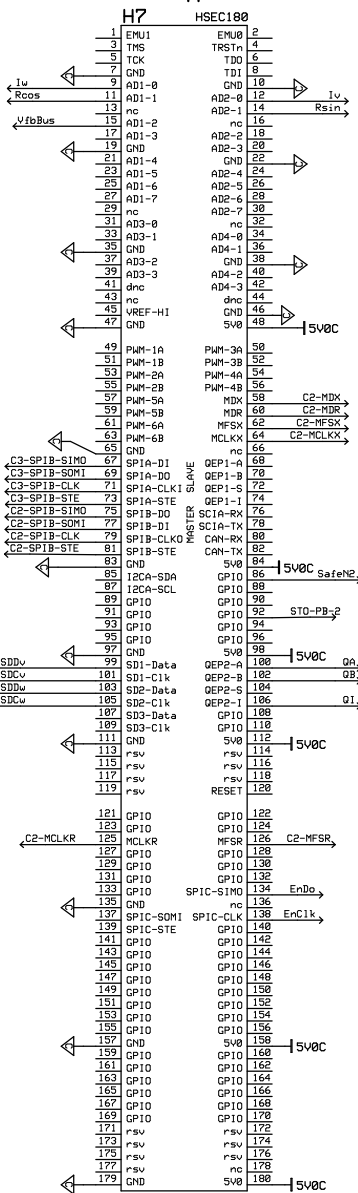 H7 HSEC180
1 EMU1 EMU0 2
3 TMS TRSTn 4
5 TCK TDO 6
7 GND TDI 8
Iw 9 AD1-0 GND 10
Rcos 11 AD1-1 AD2-0 12 Iv
13 nc AD2-1 14 Rsin
VfbBus 15 AD1-2 nc 16
17 AD1-3 AD2-2 18
19 GND AD2-3 20
21 AD1-4 GND 22
23 AD1-5 AD2-4 24
25 AD1-6 AD2-5 26
27 AD1-7 AD2-6 28
29 nc AD2-7 30
31 AD3-0 nc 32
33 AD3-1 AD4-0 34
35 GND AD4-1 36
37 AD3-2 GND 38
39 AD3-3 AD4-2 40
41 dnc AD4-3 42
43 nc dnc 44
45 VREF-HI GND 46
47 GND 5V0 48 5V0C
49 PWM-1A PWM-3A 50
51 PWM-1B PWM-3B 52
53 PWM-2A PWM-4A 54
55 PWM-2B PWM-4B 56
57 PWM-5A MDX 58 C2-MDX
59 PWM-5B MDR 60 C2-MDR
61 PWM-6A MFSX 62 C2-MFSX
63 PWM-6B MCLKX 64 C2-MCLKX
65 GND nc 66
C3-SPIB-SIMO 67 SPIA-DI QEP1-A 68
C3-SPIB-SOMI 69 SPIA-DO QEP1-B 70
C3-SPIB-CLK 71 SPIA-CLKI QEP1-S 72
C3-SPIB-STE 73 SPIA-STE QEP1-I 74
SLAVE
C2-SPIB-SIMO 75 SPIB-DO SCIA-RX 76
C2-SPIB-SOMI 77 SPIB-DI SCIA-TX 78
C2-SPIB-CLK 79 SPIB-CLKO CAN-RX 80
C2-SPIB-STE 81 SPIB-STE CAN-TX 82
MASTER
83 GND 5V0 84 5V0C
85 I2CA-SDA GPIO 86 SafeN2
87 I2CA-SCL GPIO 88
89 GPIO GPIO 90
91 GPIO GPIO 92 STO-PB-2
93 GPIO GPIO 94
95 GPIO GPIO 96
97 GND 5V0 98 5V0C
SDDv 99 SD1-Data QEP2-A 100 QA
SDCv 101 SD1-Clk QEP2-B 102 QB
SDDw 103 SD2-Data QEP2-S 104
SDCw 105 SD2-Clk QEP2-I 106 QI
107 SD3-Data GPIO 108
109 SD3-Clk GPIO 110
111 GND 5V0 112 5V0C
113 rsv rsv 114
115 rsv rsv 116
117 rsv rsv 118
119 rsv RESET 120
121 GPIO GPIO 122
123 GPIO GPIO 124
C2-MCLKR 125 MCLKR MFSR 126 C2-MFSR
127 GPIO GPIO 128
129 GPIO GPIO 130
131 GPIO GPIO 132
133 GPIO SPIC-SIMO 134 EnDo
135 GND nc 136
137 SPIC-SOMI SPIC-CLK 138 EnClk
139 SPIC-STE GPIO 140
141 GPIO GPIO 142
143 GPIO GPIO 144
145 GPIO GPIO 146
147 GPIO GPIO 148
149 GPIO GPIO 150
151 GPIO GPIO 152
153 GPIO GPIO 154
155 GPIO GPIO 156
157 GND 5V0 158 5V0C
159 GPIO GPIO 160
161 GPIO GPIO 162
163 GPIO GPIO 164
165 GPIO GPIO 166
167 GPIO GPIO 168
169 GPIO GPIO 170
171 rsv rsv 172
173 rsv rsv 174
175 rsv rsv 176
177 rsv nc 178
179 GND 5V0 180 5V0C